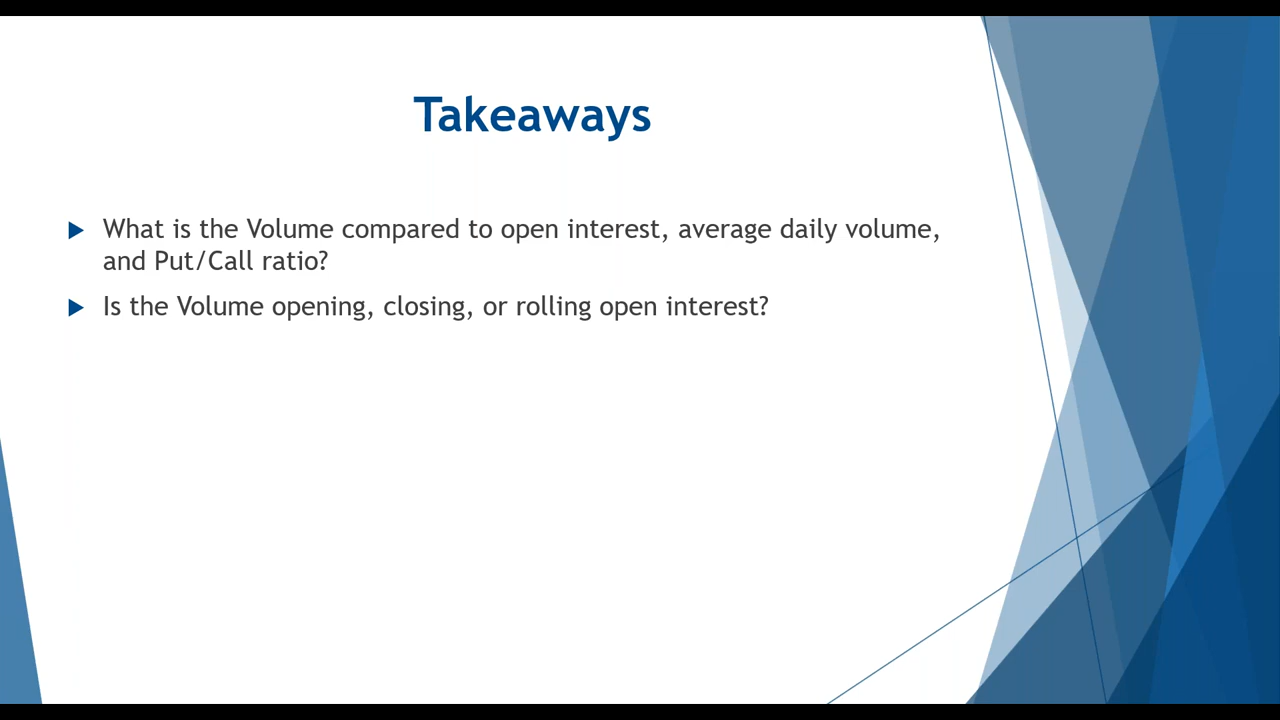 Takeaways
What is the Volume compared to open interest, average daily volume,
and Put/Call ratio?
Is the Volume opening, closing, or rolling open interest?